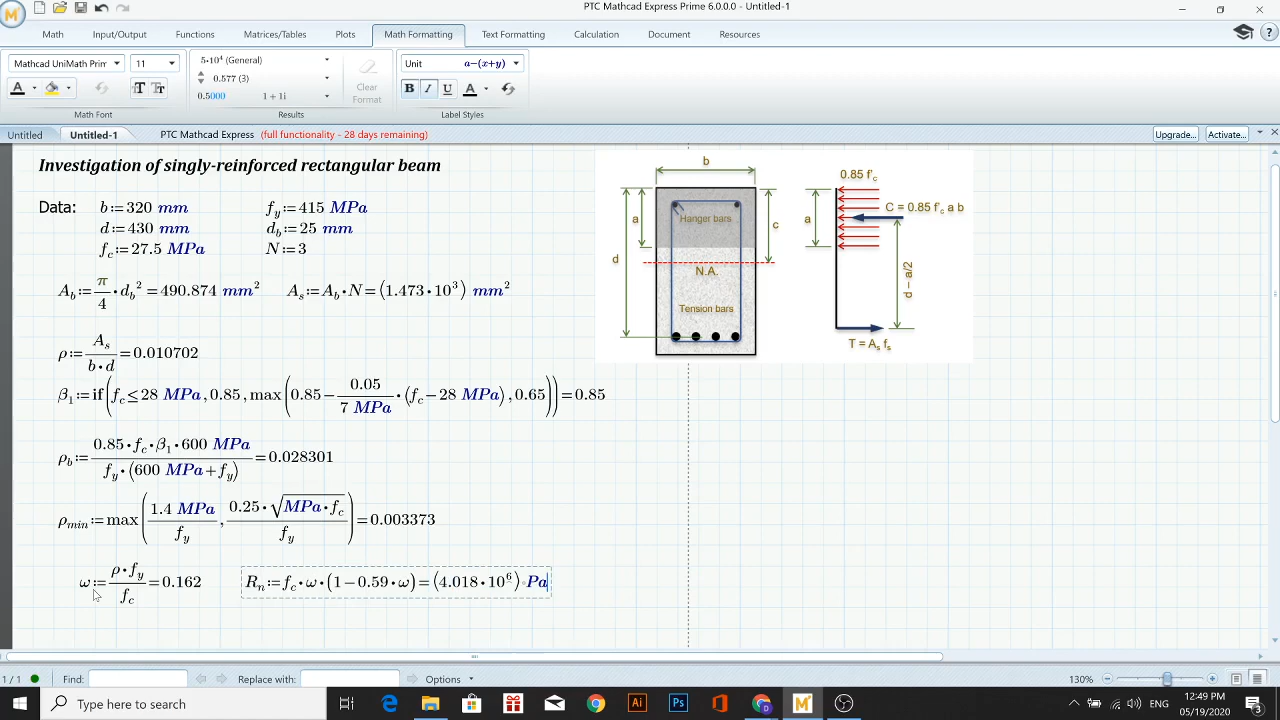 PTC Mathcad Express Prime 6.0.0.0 - Untitled-1
Math Input/Output Functions Matrices/Tables Plots Math Formatting Text Formatting Calculation Document Resources
Mathcad UniMath Prim 11 5•10⁴ (General) Unit a−(x+y)
0.577 (3)
0.5000 1 + 1i
Clear Format
Math Font Results Label Styles
Untitled Untitled-1 PTC Mathcad Express (full functionality - 28 days remaining) Upgrade... Activate...
Investigation of singly-reinforced rectangular beam
Data: b:=320 mm f_y:=415 MPa
d:=430 mm d_b:=25 mm
f_c:=27.5 MPa N:=3
A_b:=π/4•d_b²=490.874 mm² A_s:=A_b•N=(1.473•10³) mm²
ρ:=A_s/(b•d)=0.010702
β₁:=if(f_c≤28 MPa,0.85,max(0.85−0.05/(7 MPa)•(f_c−28 MPa),0.65))=0.85
ρ_b:=(0.85•f_c•β₁•600 MPa)/(f_y•(600 MPa+f_y))=0.028301
ρ_min:=max(1.4 MPa/f_y, 0.25•√(MPa•f_c)/f_y)=0.003373
ω:=ρ•f_y/f_c=0.162 R_n:=f_c•ω•(1−0.59•ω)=(4.018•10⁶) Pa
b
a
d
Hanger bars
c
N.A.
Tension bars
0.85 f'c
a
C = 0.85 f'c a b
d − a/2
T = As fs
1 / 1 Find: Replace with: Options 130%
Type here to search
ENG
12:49 PM
05/19/2020
3